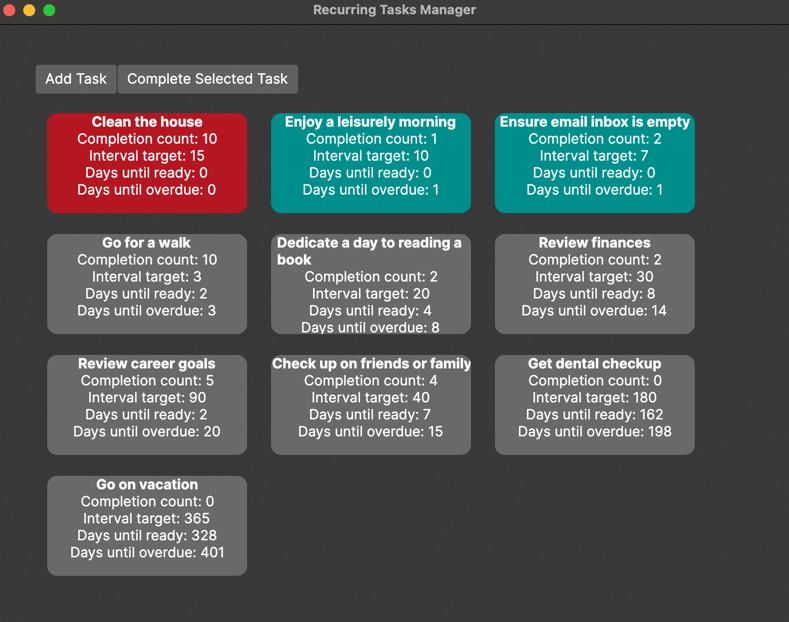 Recurring Tasks Manager
Add Task
Complete Selected Task
Clean the house
Completion count: 10
Interval target: 15
Days until ready: 0
Days until overdue: 0
Enjoy a leisurely morning
Completion count: 1
Interval target: 10
Days until ready: 0
Days until overdue: 1
Ensure email inbox is empty
Completion count: 2
Interval target: 7
Days until ready: 0
Days until overdue: 1
Go for a walk
Completion count: 10
Interval target: 3
Days until ready: 2
Days until overdue: 3
Dedicate a day to reading a
book
Completion count: 2
Interval target: 20
Days until ready: 4
Days until overdue: 8
Review finances
Completion count: 2
Interval target: 30
Days until ready: 8
Days until overdue: 14
Review career goals
Completion count: 5
Interval target: 90
Days until ready: 2
Days until overdue: 20
Check up on friends or family
Completion count: 4
Interval target: 40
Days until ready: 7
Days until overdue: 15
Get dental checkup
Completion count: 0
Interval target: 180
Days until ready: 162
Days until overdue: 198
Go on vacation
Completion count: 0
Interval target: 365
Days until ready: 328
Days until overdue: 401